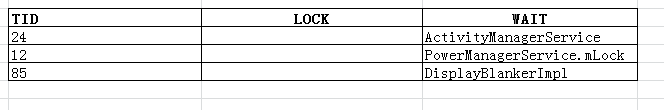 TID LOCK WAIT
24 ActivityManagerService
12 PowerManagerService.mLock
85 DisplayBlankerImpl